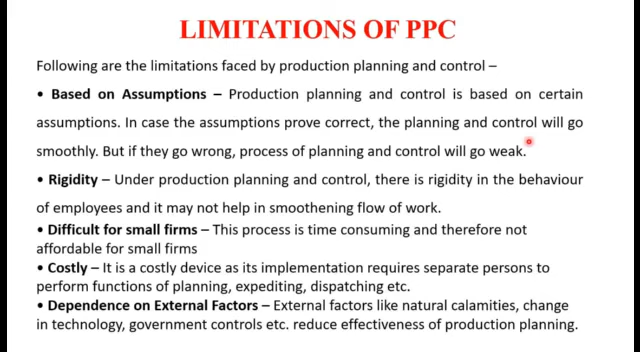 LIMITATIONS OF PPC
Following are the limitations faced by production planning and control –
• Based on Assumptions – Production planning and control is based on certain
assumptions. In case the assumptions prove correct, the planning and control will go
smoothly. But if they go wrong, process of planning and control will go weak.
• Rigidity – Under production planning and control, there is rigidity in the behaviour
of employees and it may not help in smoothening flow of work.
• Difficult for small firms – This process is time consuming and therefore not
affordable for small firms
• Costly – It is a costly device as its implementation requires separate persons to
perform functions of planning, expediting, dispatching etc.
• Dependence on External Factors – External factors like natural calamities, change
in technology, government controls etc. reduce effectiveness of production planning.